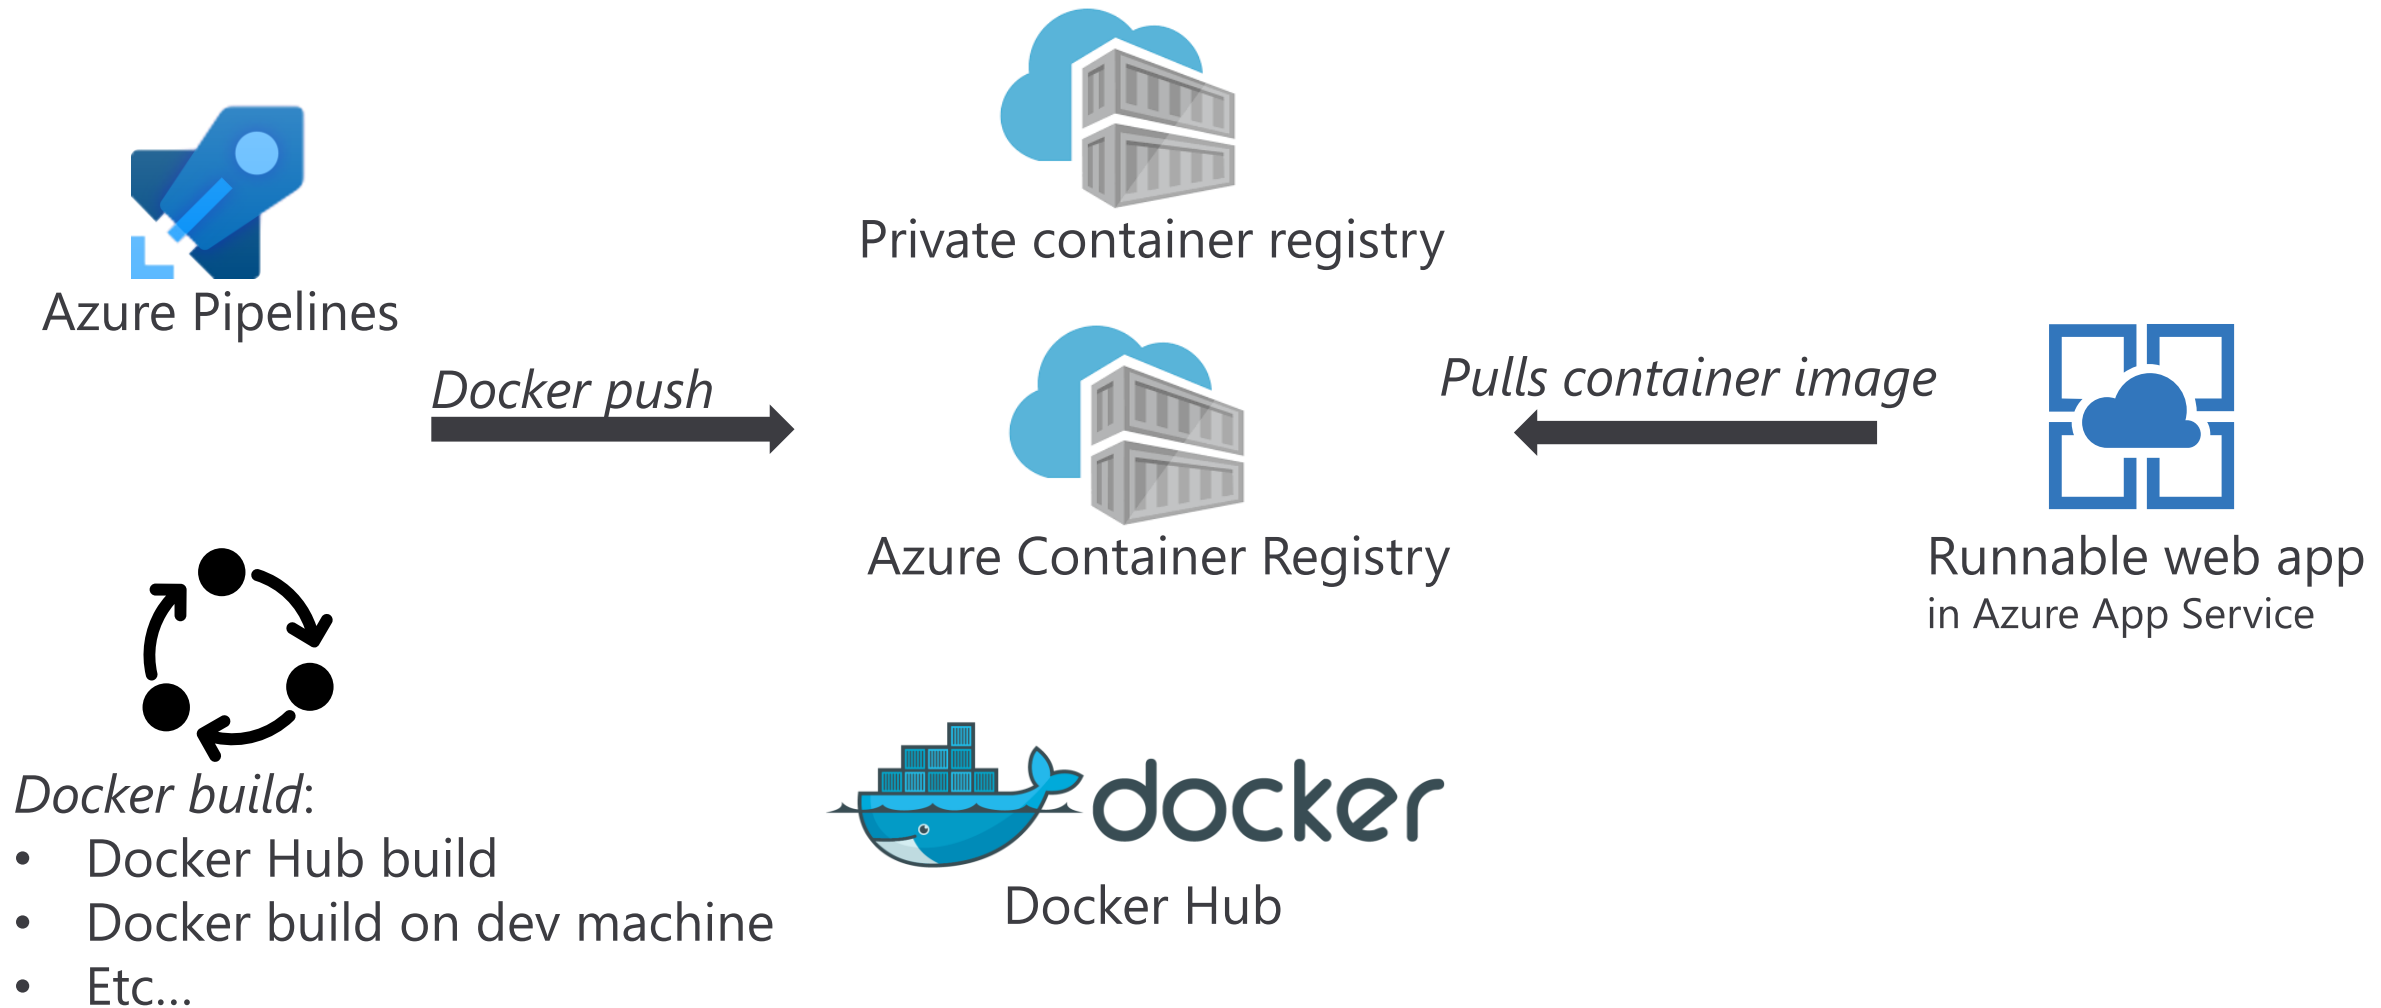 Azure Pipelines
Docker push
Docker build:
• Docker Hub build
• Docker build on dev machine
• Etc...
Private container registry
Azure Container Registry
docker
Docker Hub
Pulls container image
Runnable web app
in Azure App Service